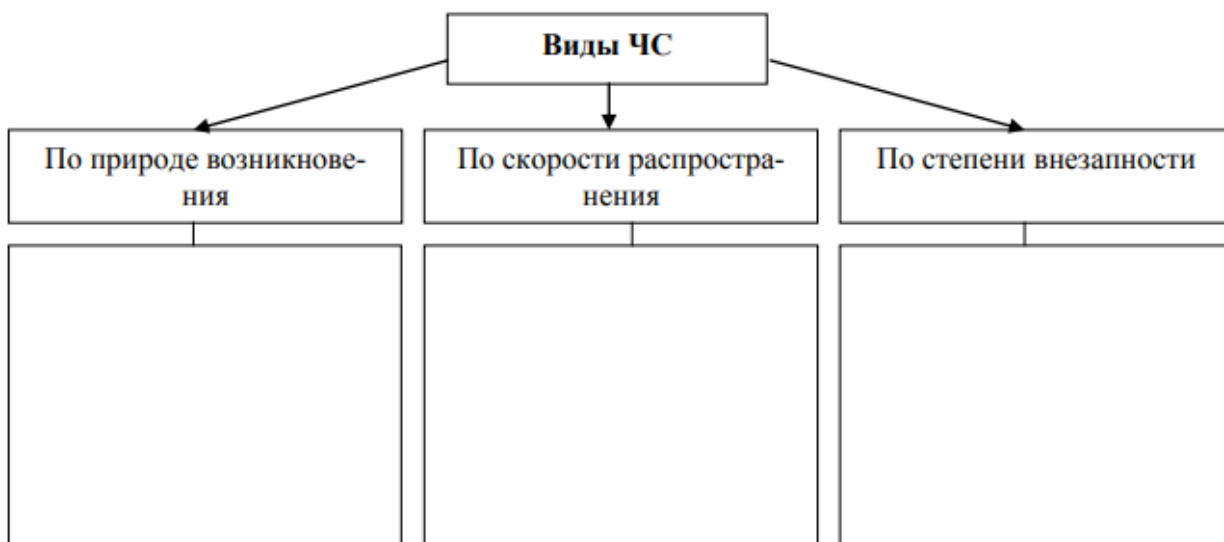 Виды ЧС
По природе возникнове-
ния
По скорости распростра-
нения
По степени внезапности